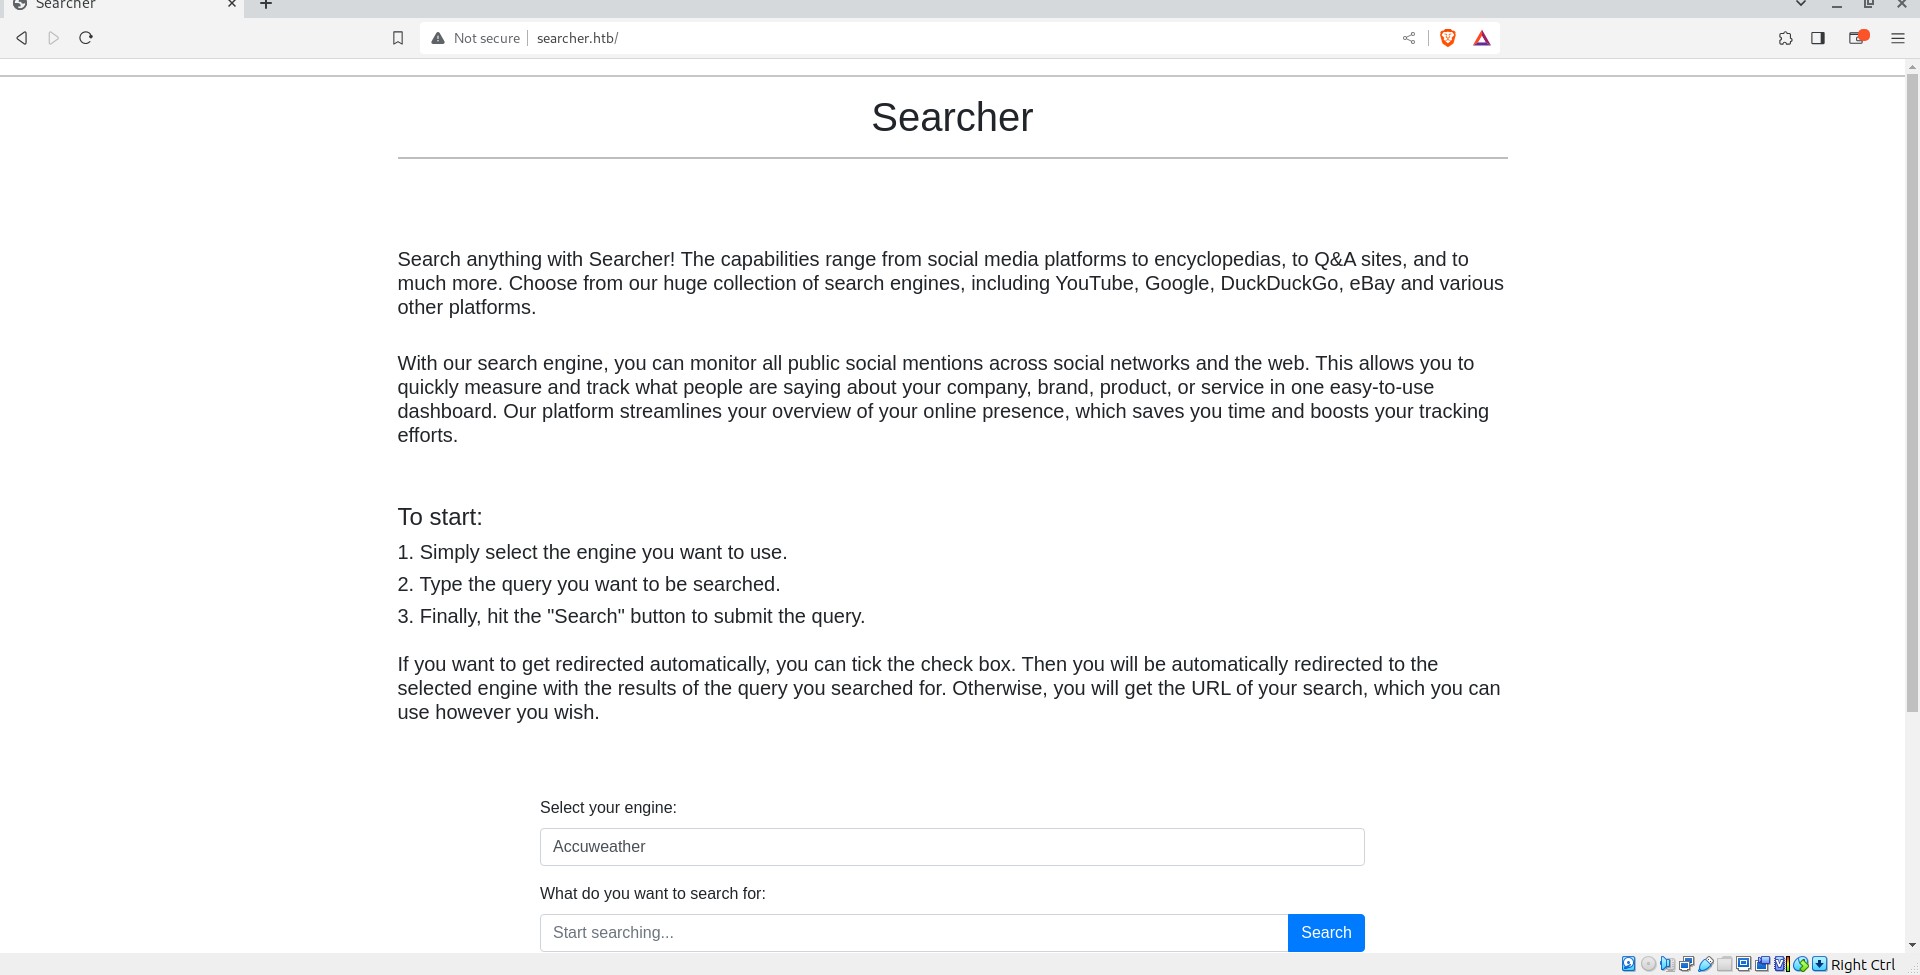 Searcher
Not secure
searcher.htb/
Searcher
Search anything with Searcher! The capabilities range from social media platforms to encyclopedias, to Q&A sites, and to
much more. Choose from our huge collection of search engines, including YouTube, Google, DuckDuckGo, eBay and various
other platforms.
With our search engine, you can monitor all public social mentions across social networks and the web. This allows you to
quickly measure and track what people are saying about your company, brand, product, or service in one easy-to-use
dashboard. Our platform streamlines your overview of your online presence, which saves you time and boosts your tracking
efforts.
To start:
1. Simply select the engine you want to use.
2. Type the query you want to be searched.
3. Finally, hit the "Search" button to submit the query.
If you want to get redirected automatically, you can tick the check box. Then you will be automatically redirected to the
selected engine with the results of the query you searched for. Otherwise, you will get the URL of your search, which you can
use however you wish.
Select your engine:
Accuweather
What do you want to search for:
Start searching...
Search
Right Ctrl